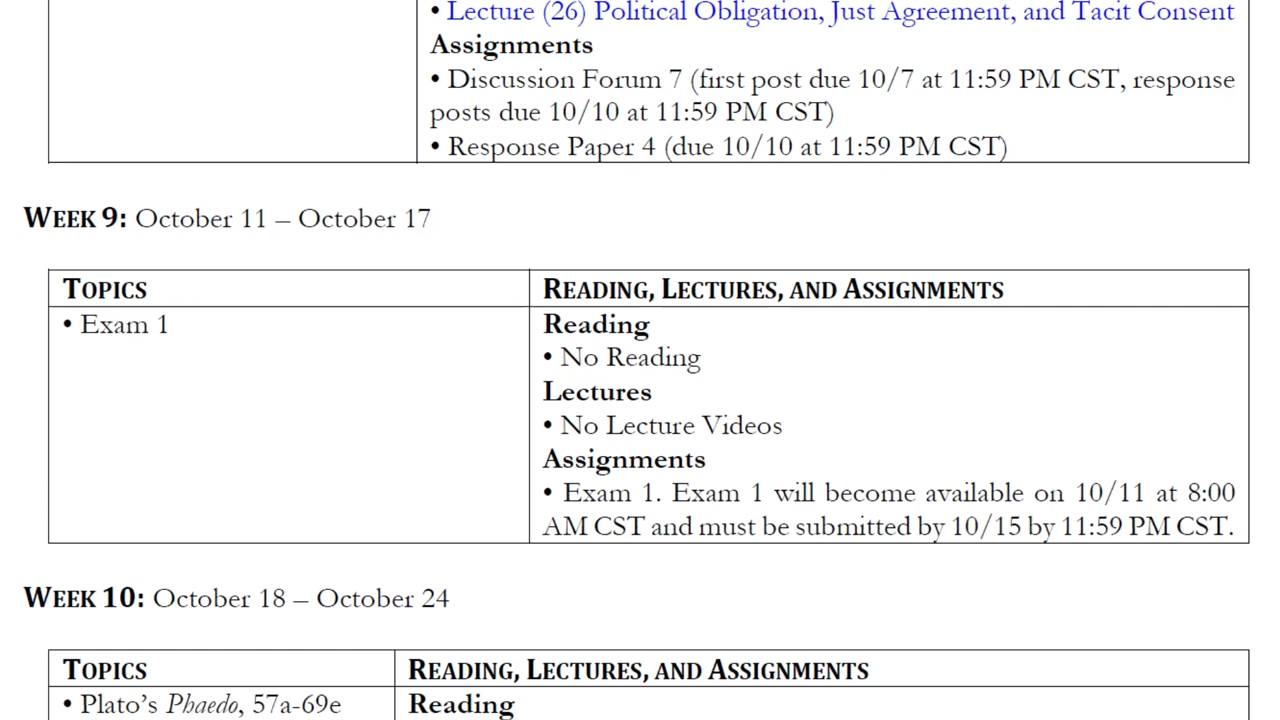 • Lecture (26) Political Obligation, Just Agreement, and Tacit Consent
Assignments
• Discussion Forum 7 (first post due 10/7 at 11:59 PM CST, response
posts due 10/10 at 11:59 PM CST)
• Response Paper 4 (due 10/10 at 11:59 PM CST)
WEEK 9: October 11 – October 17
TOPICS
READING, LECTURES, AND ASSIGNMENTS
• Exam 1
Reading
• No Reading
Lectures
• No Lecture Videos
Assignments
• Exam 1. Exam 1 will become available on 10/11 at 8:00
AM CST and must be submitted by 10/15 by 11:59 PM CST.
WEEK 10: October 18 – October 24
TOPICS
READING, LECTURES, AND ASSIGNMENTS
• Plato’s Phaedo, 57a-69e
Reading